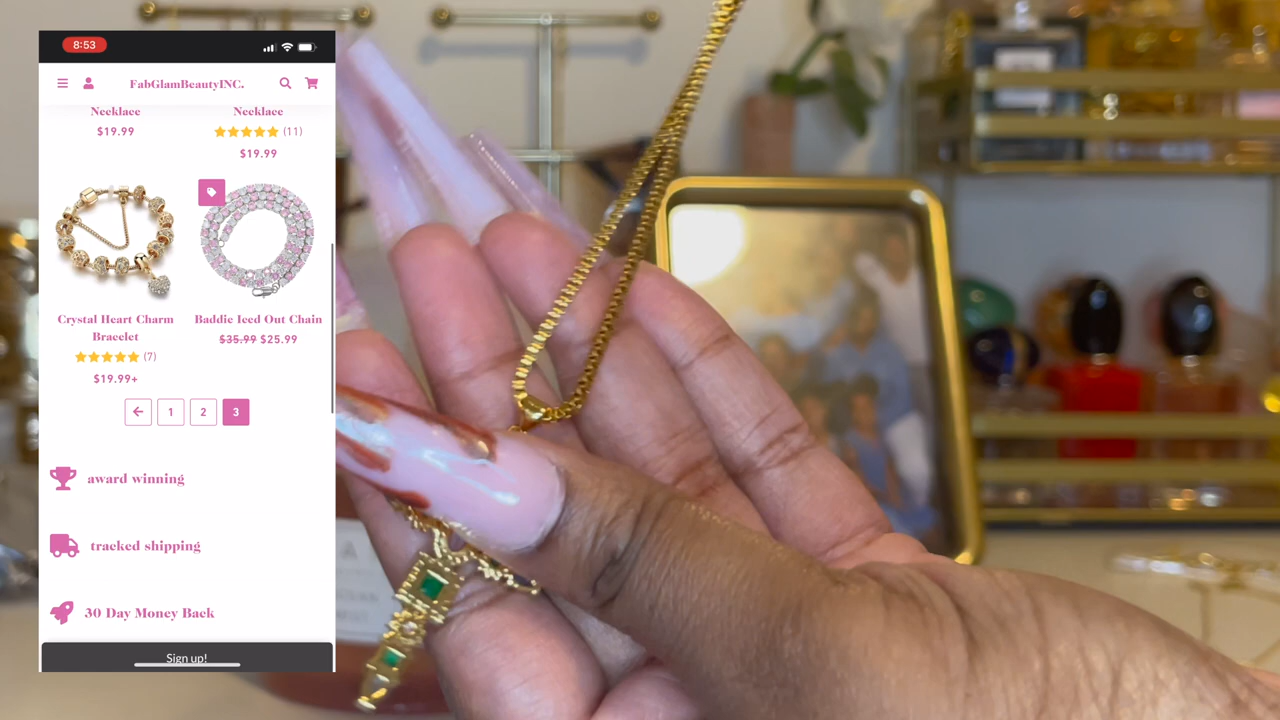 8:53
FabGlamBeautyINC.
Necklace
$19.99
Necklace
(11)
$19.99
Crystal Heart Charm
Bracelet
(7)
$19.99+
Baddie Iced Out Chain
$35.99 $25.99
1
2
3
award winning
tracked shipping
30 Day Money Back
Sign up!